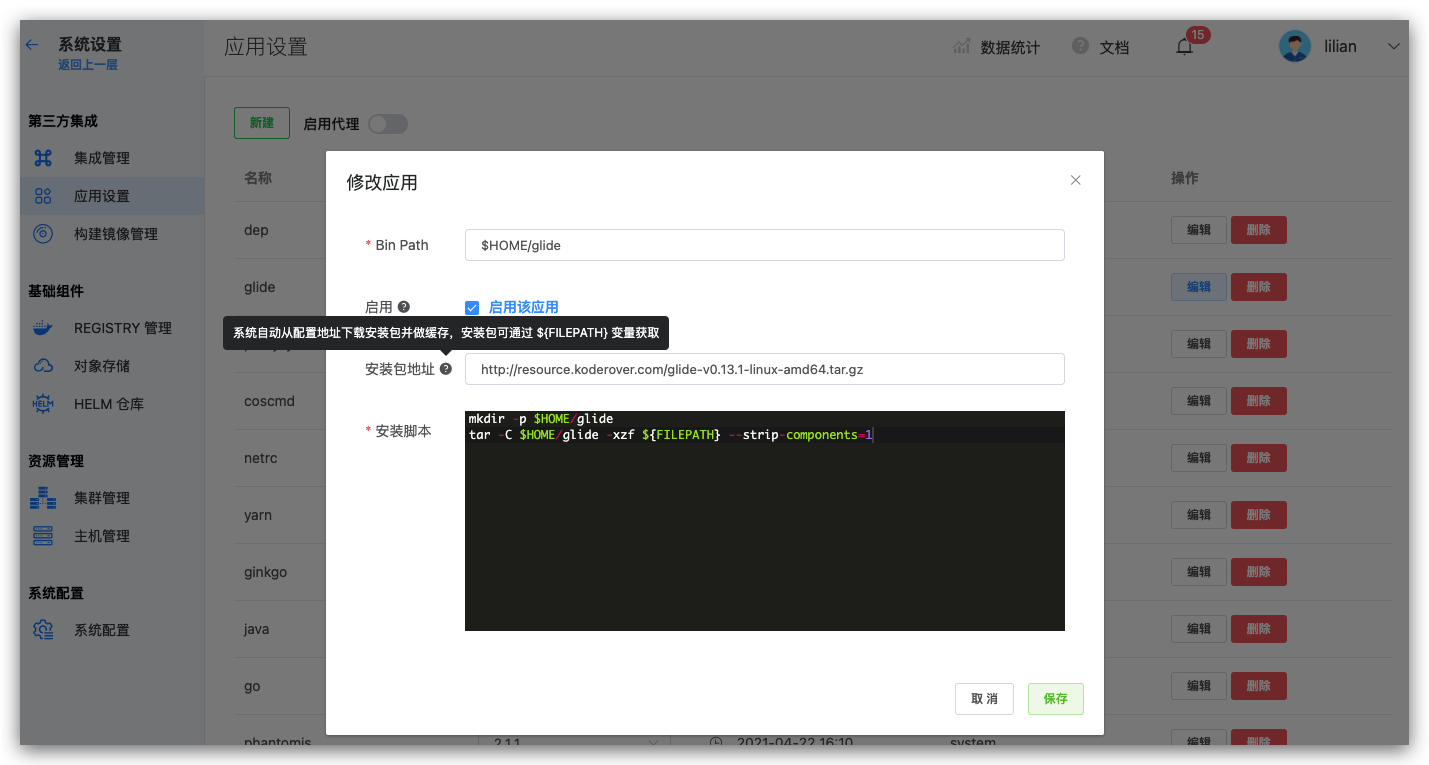 系统设置
返回上一层
应用设置
数据统计
文档
15
lilian
第三方集成
集成管理
应用设置
构建镜像管理
基础组件
REGISTRY 管理
对象存储
HELM 仓库
资源管理
集群管理
主机管理
系统配置
系统配置
新建
启用代理
名称
操作
dep
编辑 删除
glide
编辑 删除
编辑 删除
coscmd
编辑 删除
netrc
编辑 删除
yarn
编辑 删除
ginkgo
编辑 删除
java
编辑 删除
go
编辑 删除
phantomjs 2.1.1 2021-04-22 16:10 system 编辑 删除
修改应用
* Bin Path
$HOME/glide
启用
启用该应用
系统自动从配置地址下载安装包并做缓存，安装包可通过 ${FILEPATH} 变量获取
安装包地址
http://resource.koderover.com/glide-v0.13.1-linux-amd64.tar.gz
* 安装脚本
mkdir -p $HOME/glide
tar -C $HOME/glide -xzf ${FILEPATH} --strip-components=1
取 消
保存